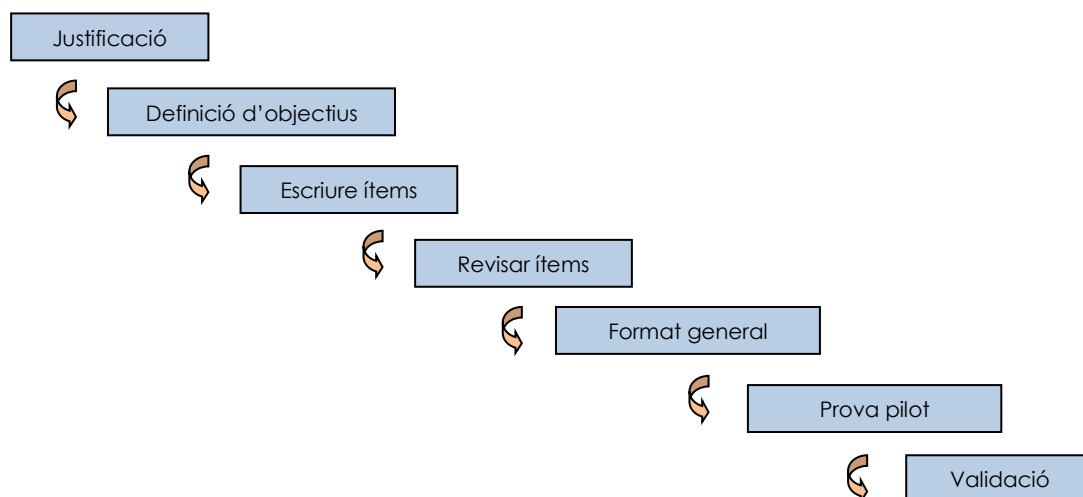 Justificació
Definició d’objectius
Escriure ítems
Revisar ítems
Format general
Prova pilot
Validació